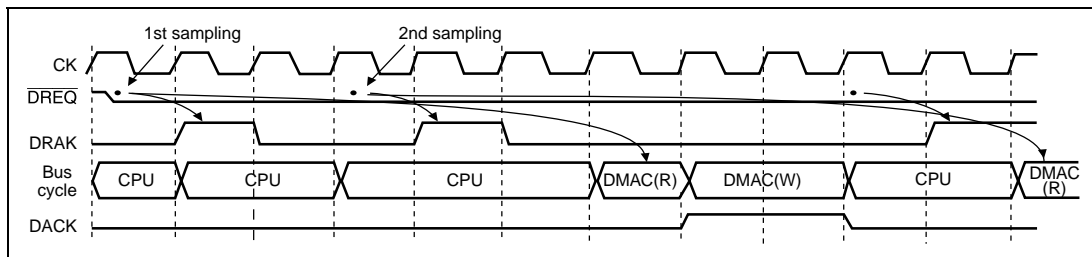 1st sampling
2nd sampling
CK
DREQ
DRAK
Bus
cycle
CPU
CPU
CPU
DMAC(R)
DMAC(W)
CPU
DMAC
(R)
DACK